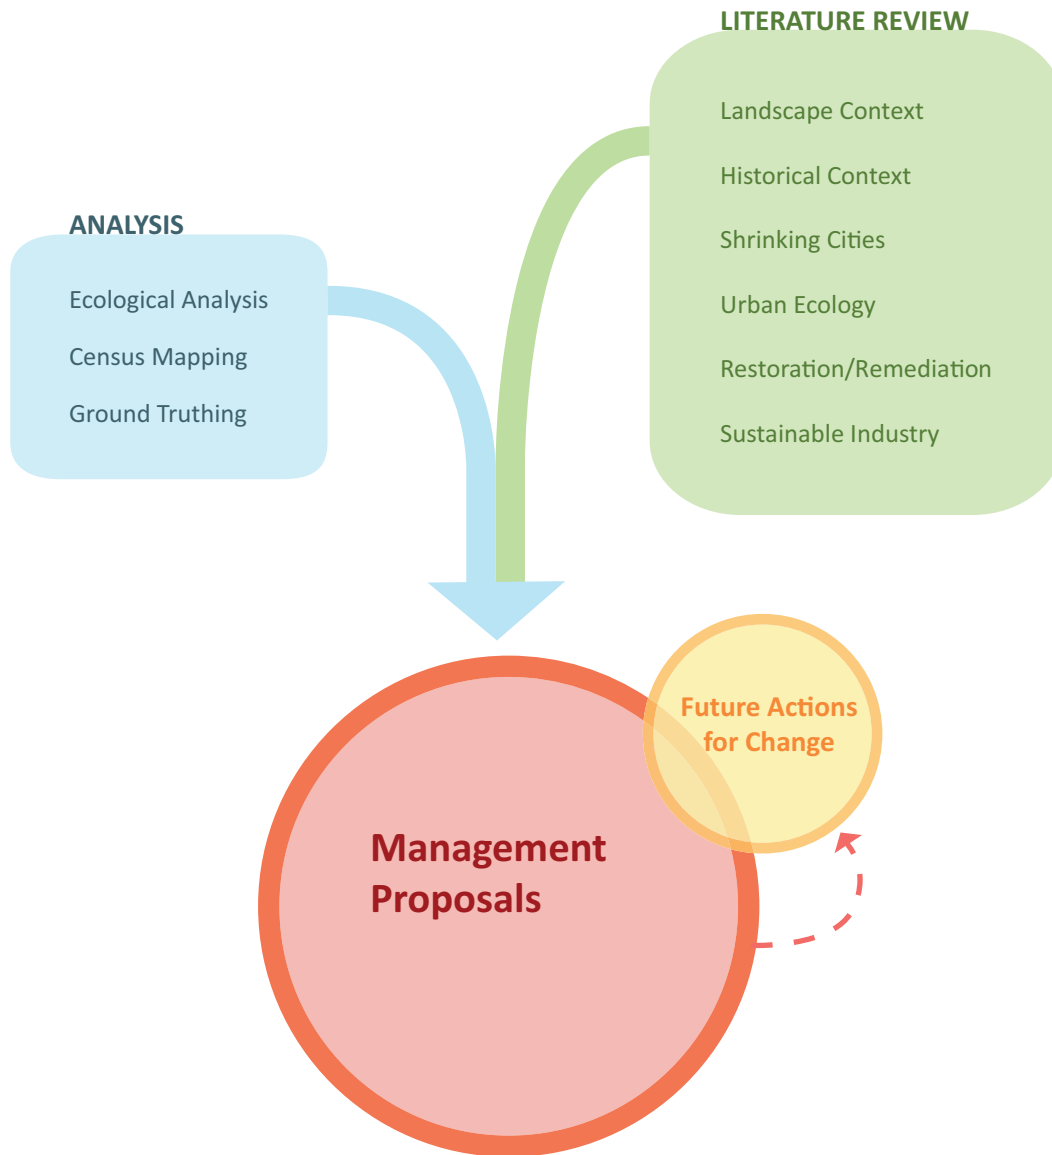 LITERATURE REVIEW
Landscape Context
Historical Context
Shrinking Cities
Urban Ecology
Restoration/Remediation
Sustainable Industry
ANALYSIS
Ecological Analysis
Census Mapping
Ground Truthing
Future Actions
for Change
Management
Proposals